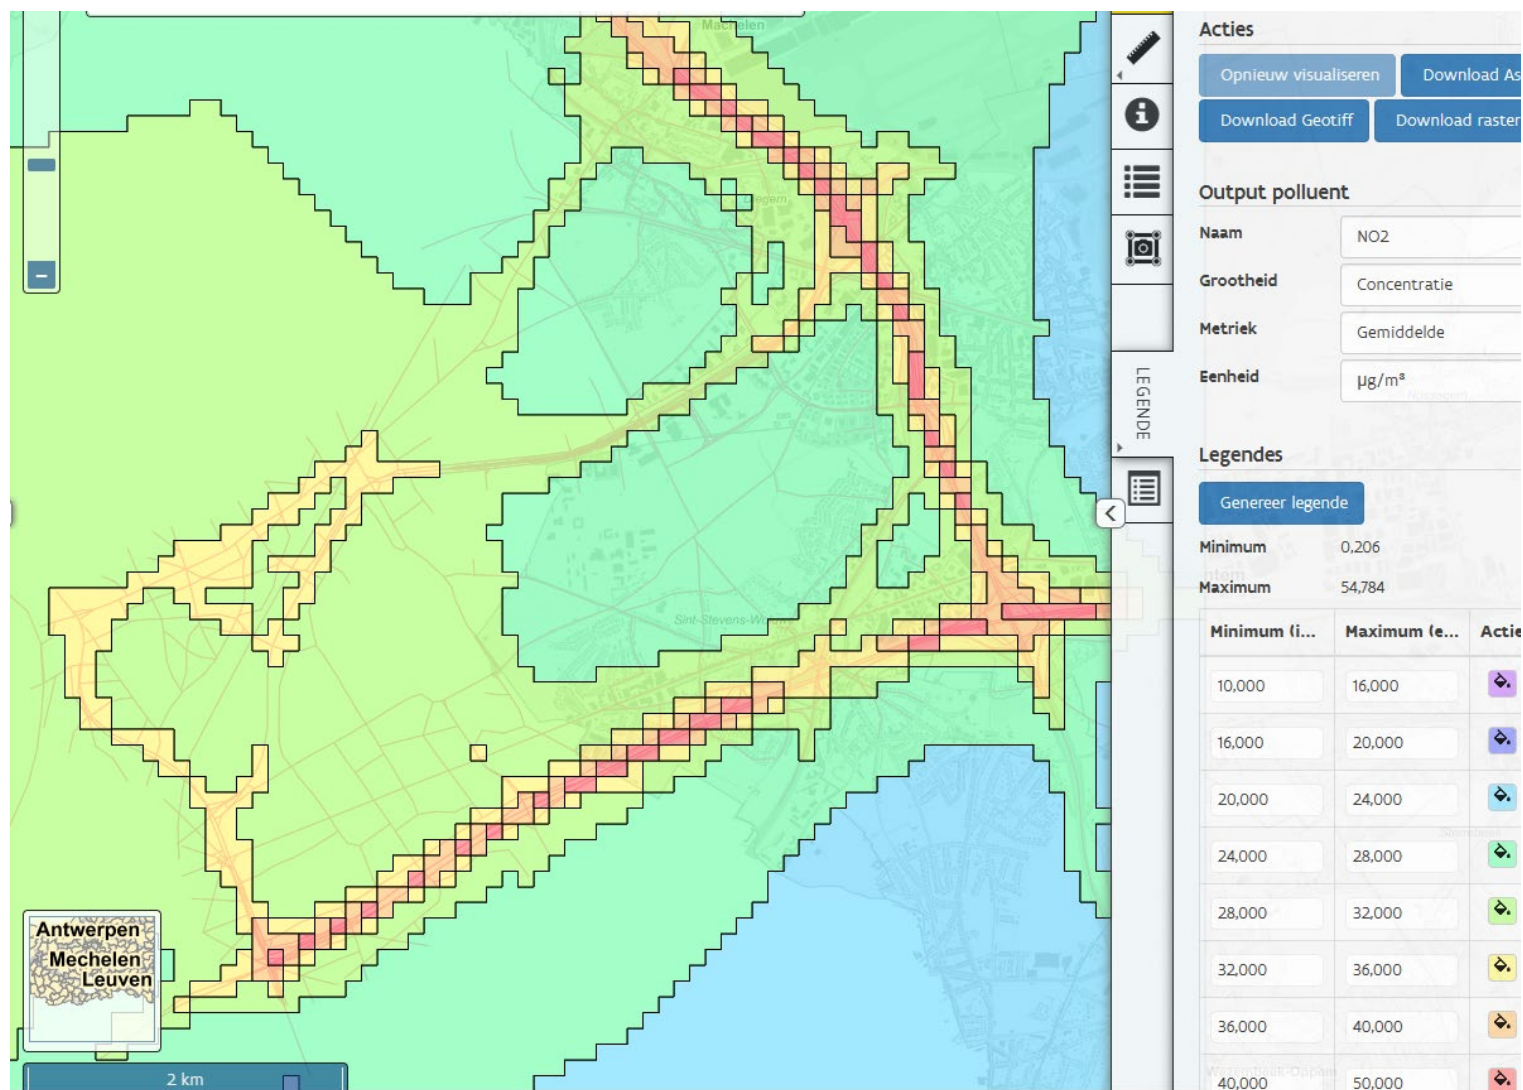 Machelen
Diegem
Sint-Stevens-W
Antwerpen
Mechelen
Leuven
2 km
LEGENDE
Acties
Opnieuw visualiseren
Download As
Download Geotiff
Download raster
Output polluent
Naam
NO2
Grootheid
Concentratie
Metriek
Gemiddelde
Eenheid
µg/m³
Legendes
Genereer legende
Minimum 0,206
Maximum 54,784
Minimum (i... Maximum (e... Actie
10,000 16,000
16,000 20,000
20,000 24,000
24,000 28,000
28,000 32,000
32,000 36,000
36,000 40,000
40,000 50,000